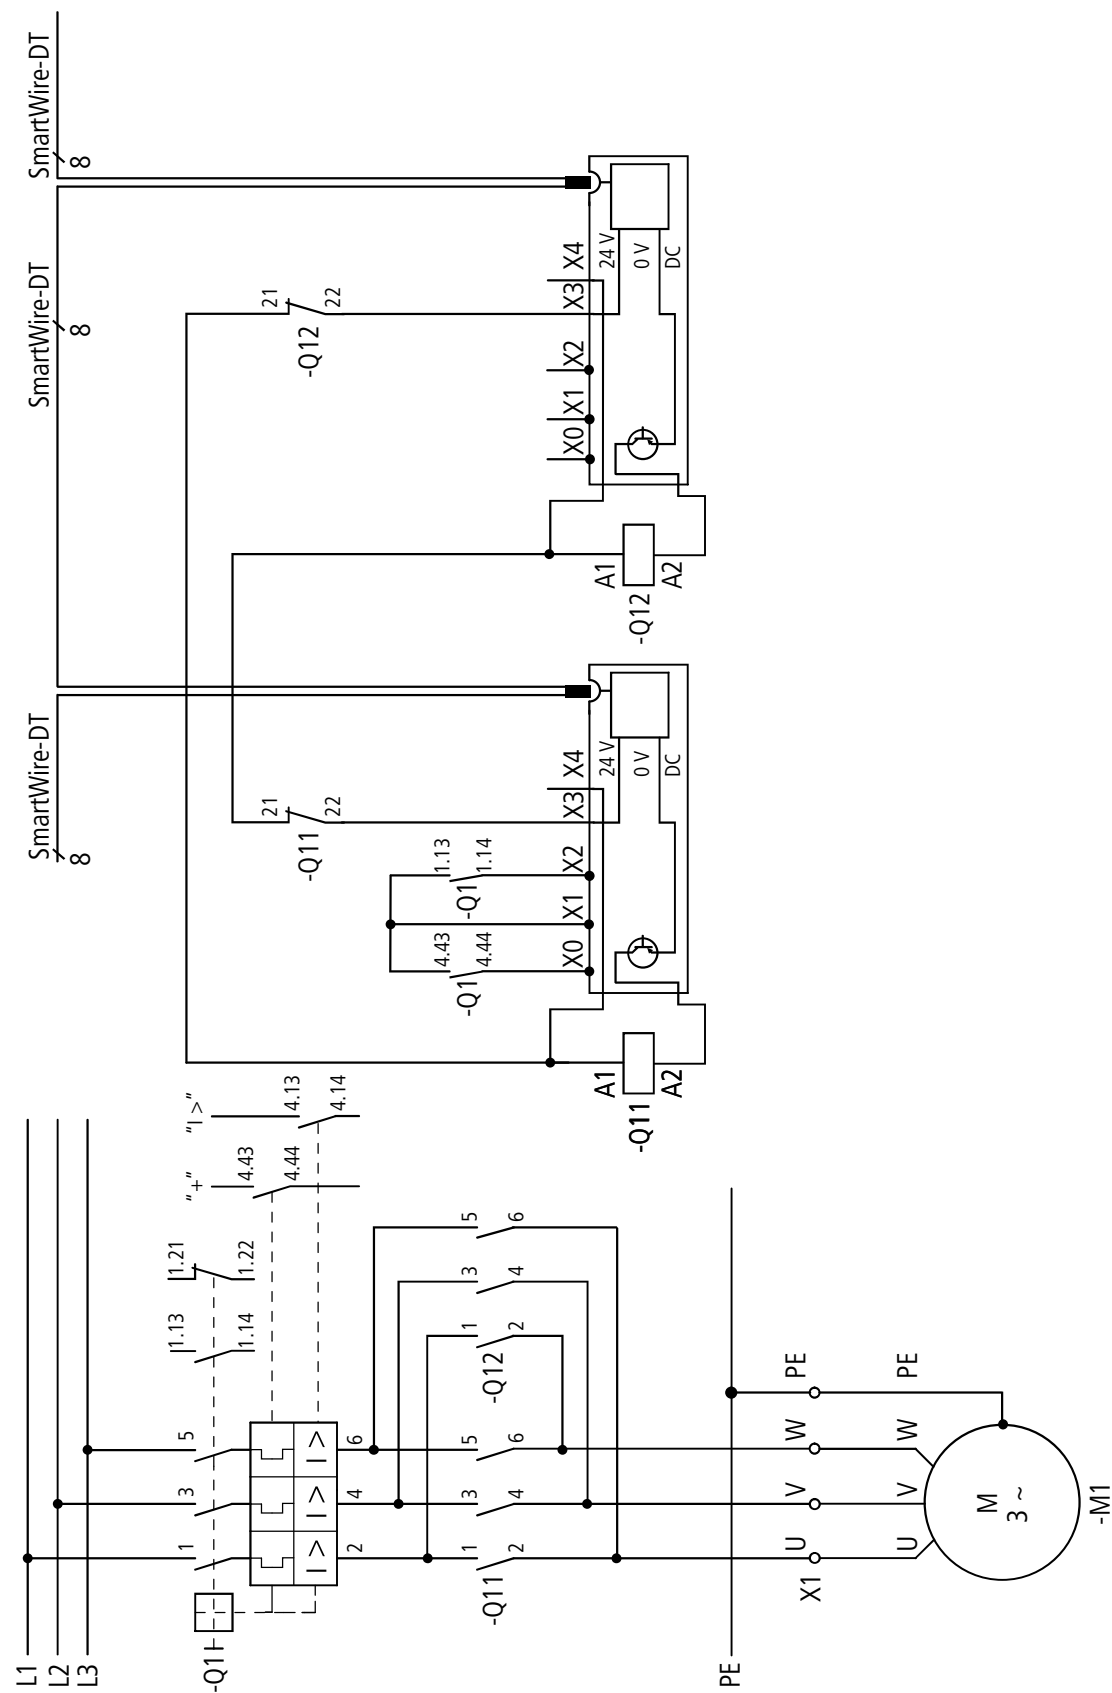 L1
L2
L3
-Q1
1
3
5
1.13
1.14
1.21
1.22
"+"
4.43
4.44
"I >"
4.13
4.14
I >
I >
I >
2
4
6
-Q11
1
2
3
4
5
6
-Q12
1
2
3
4
5
6
PE
X1
U
V
W
PE
U
V
W
PE
M
3 ~
-M1
SmartWire-DT
8
SmartWire-DT
8
SmartWire-DT
8
-Q11
21
22
-Q12
21
22
-Q1
4.43
4.44
-Q1
1.13
1.14
X0
X1
X2
X3
X4
24 V
0 V
DC
-Q11
A1
A2
X0
X1
X2
X3
X4
24 V
0 V
DC
-Q12
A1
A2